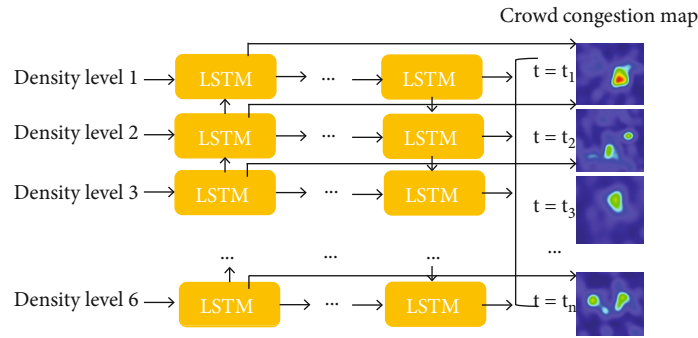 Crowd congestion map
Density level 1 LSTM ... LSTM t = t1
Density level 2 LSTM ... LSTM t = t2
Density level 3 LSTM ... LSTM t = t3
... ... ... ...
Density level 6 LSTM ... LSTM t = tn